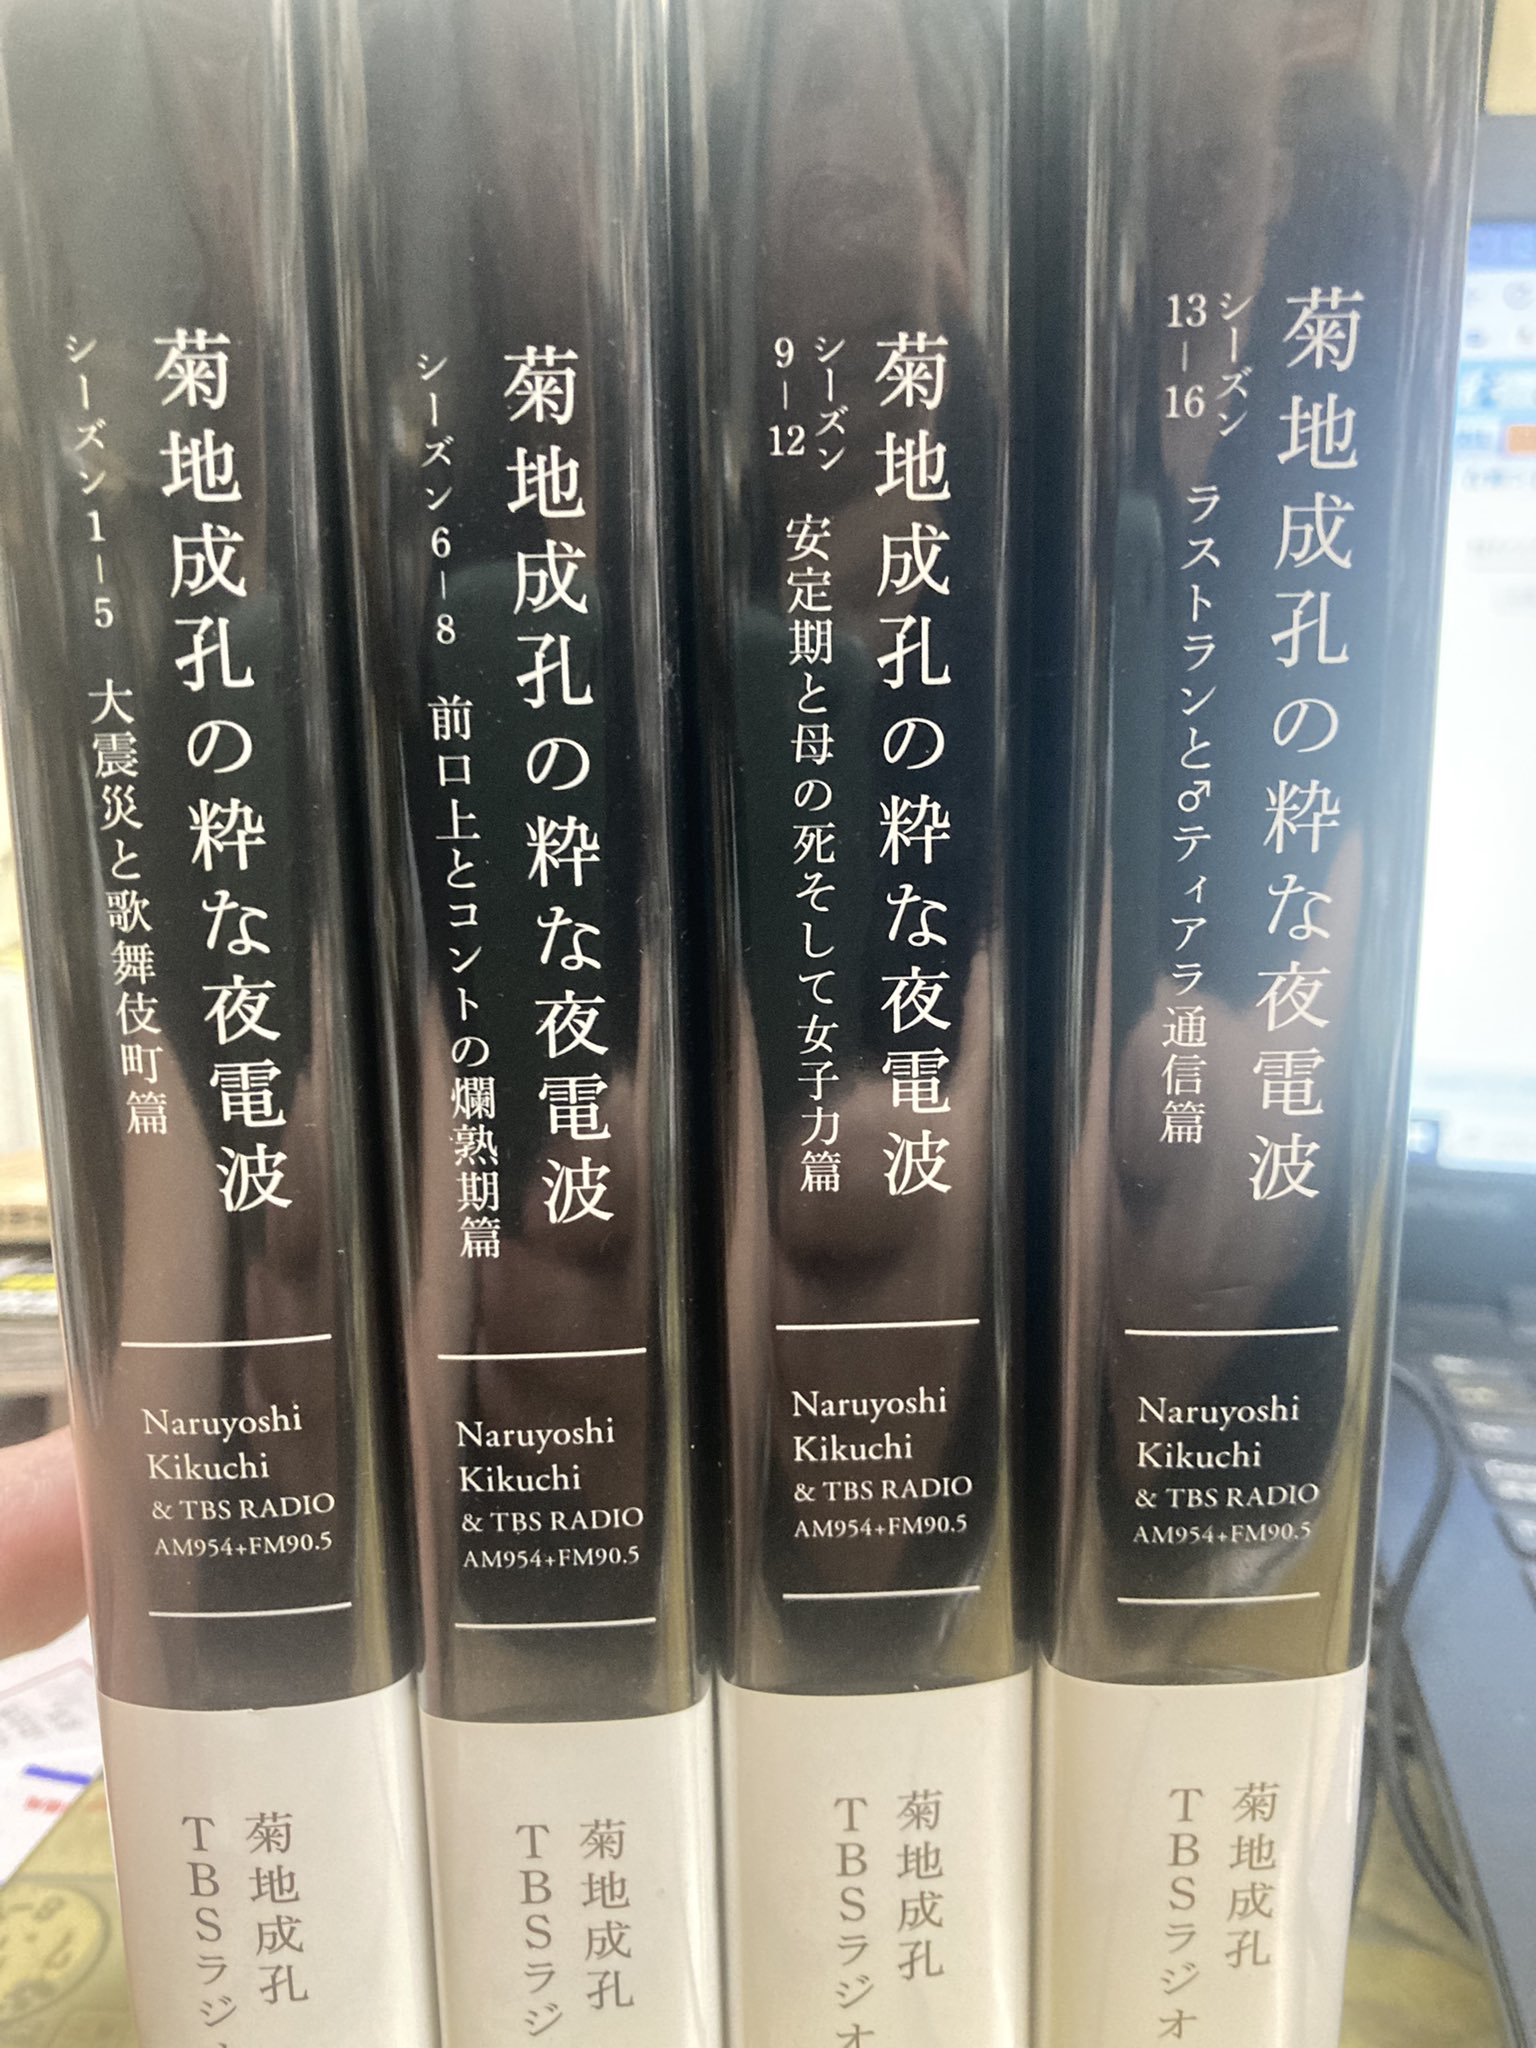 菊地成孔の粋な夜電波
シーズン1–5 大震災と歌舞伎町篇
Naruyoshi
Kikuchi
& TBS RADIO
AM954+FM90.5
菊地成孔
TBSラジ
菊地成孔の粋な夜電波
シーズン6–8 前口上とコントの爛熟期篇
Naruyoshi
Kikuchi
& TBS RADIO
AM954+FM90.5
菊地成孔
TBSラジ
菊地成孔の粋な夜電波
シーズン
9–12
安定期と母の死そして女子力篇
Naruyoshi
Kikuchi
& TBS RADIO
AM954+FM90.5
菊地成孔
TBSラジオ
菊地成孔の粋な夜電波
シーズン
13–16
ラストランと♂ティアラ通信篇
Naruyoshi
Kikuchi
& TBS RADIO
AM954+FM90.5
菊地成孔
TBSラジオ